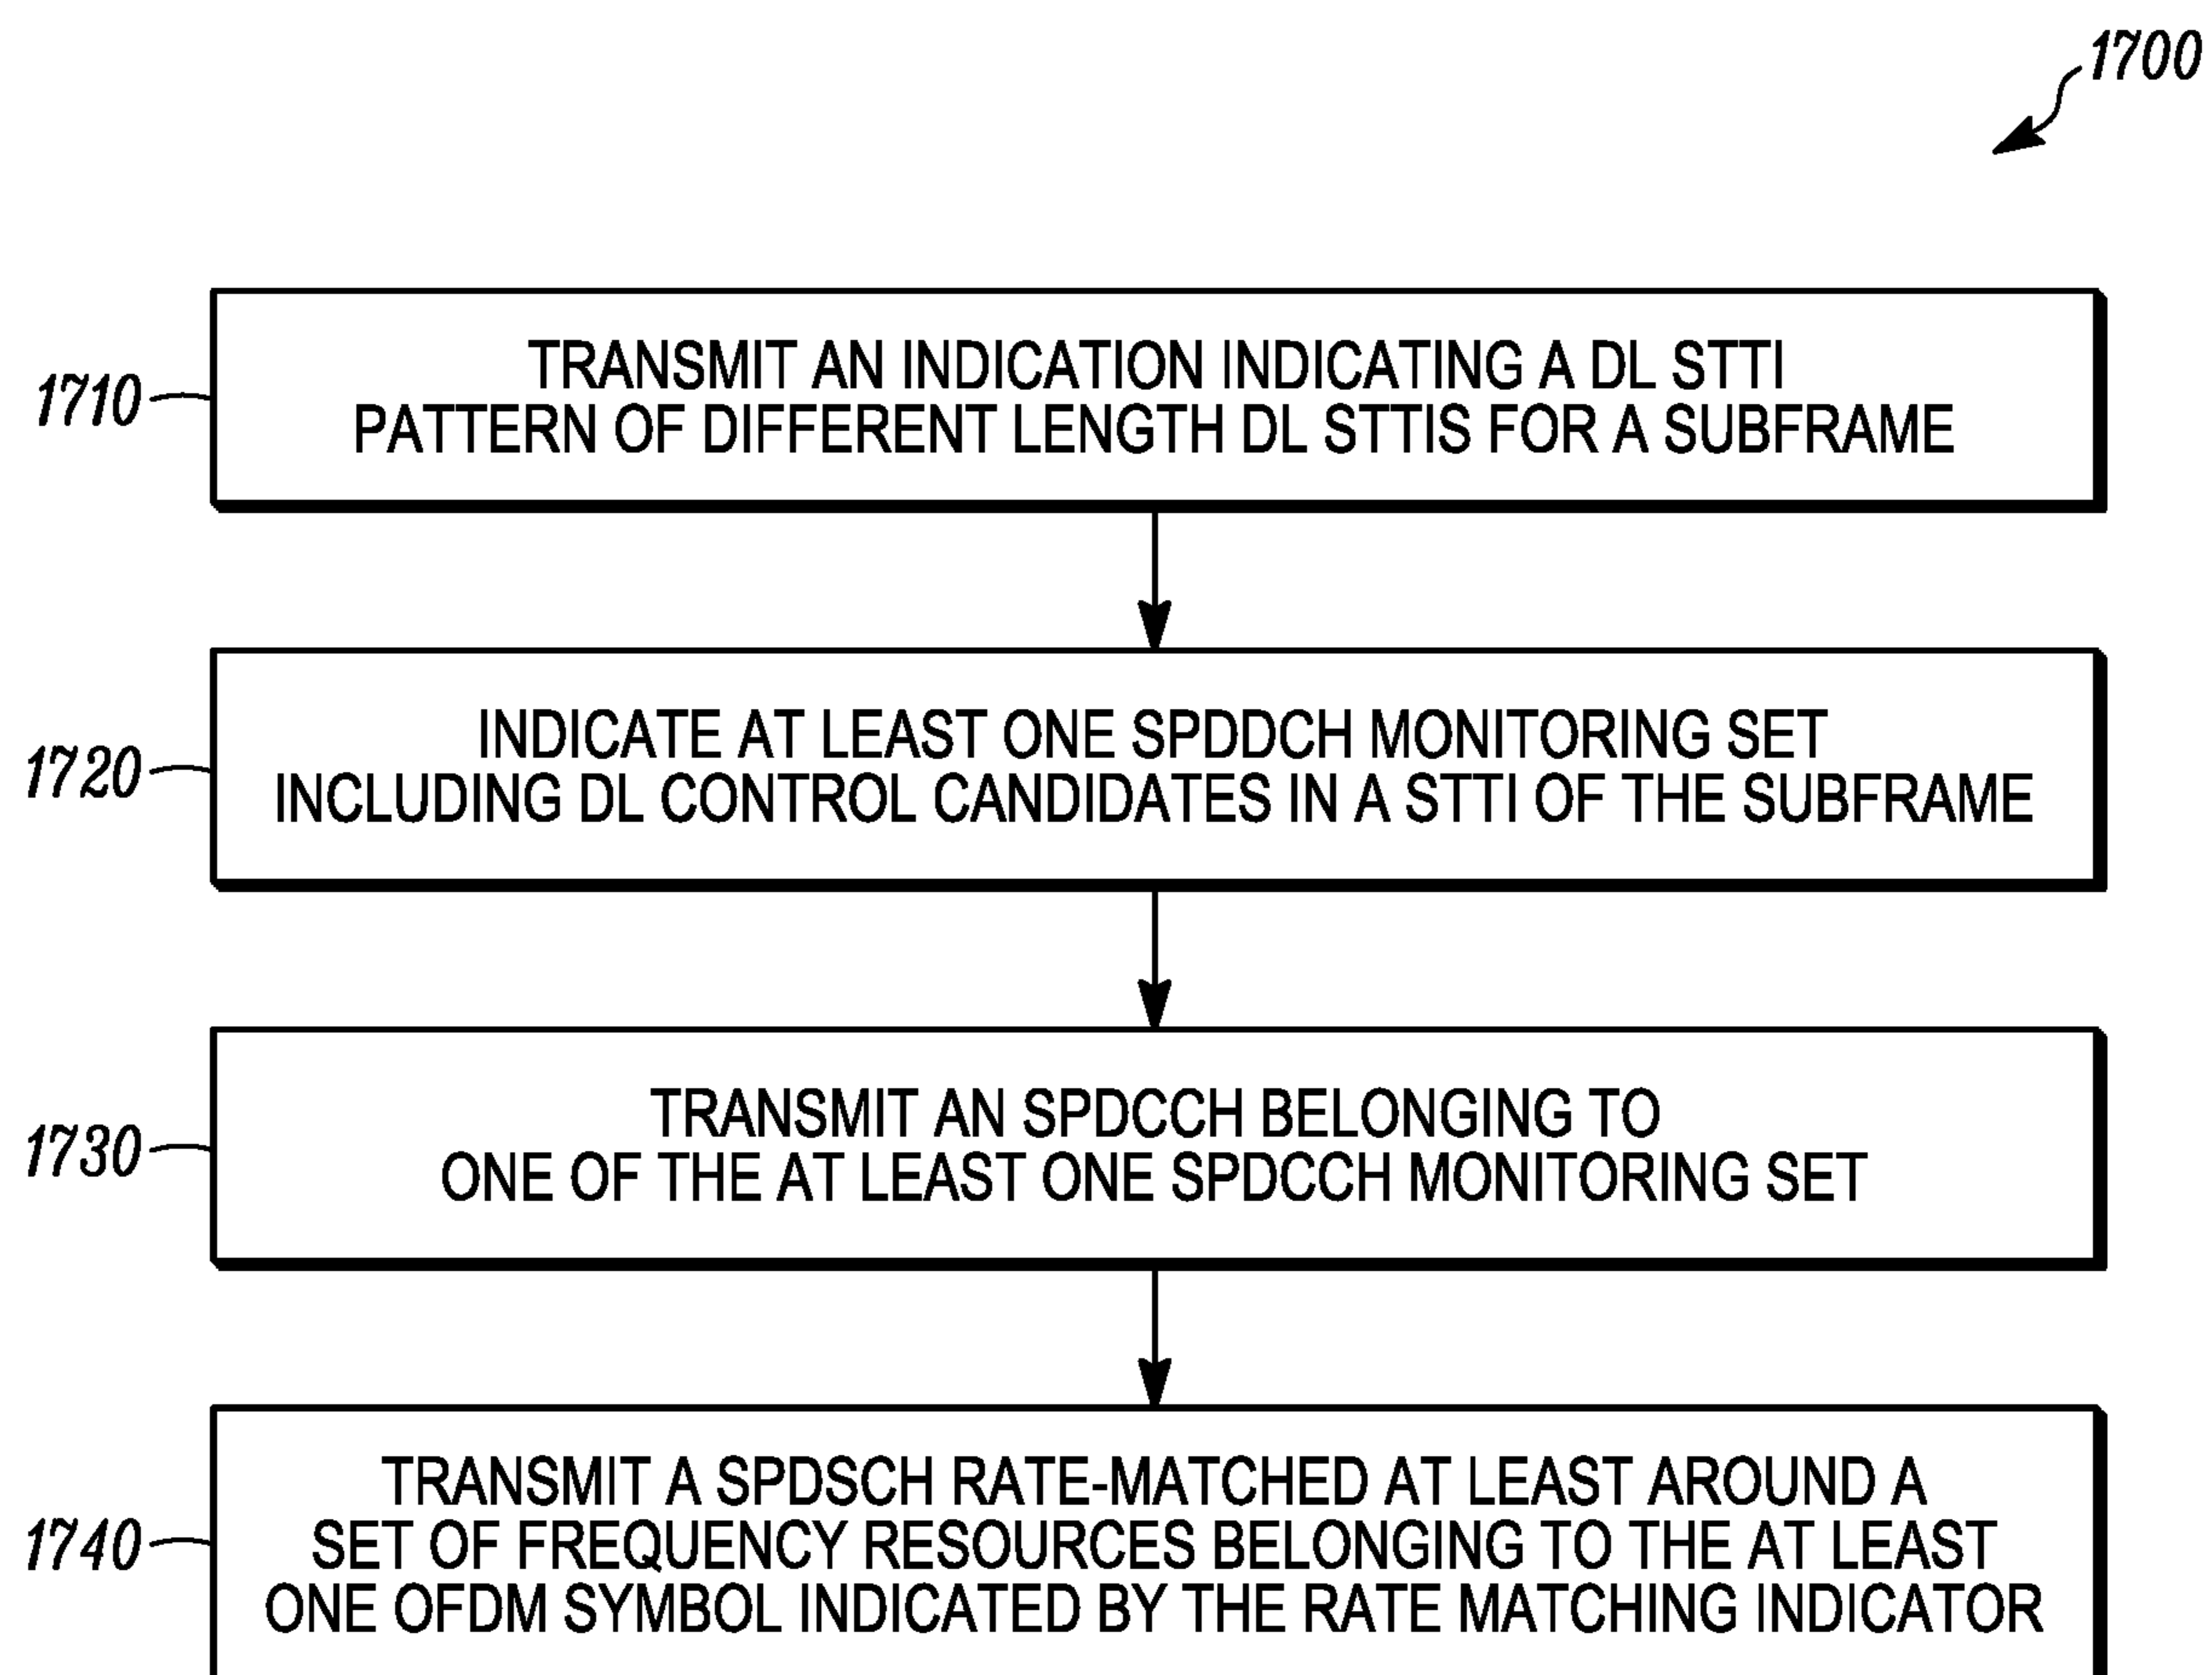 1700
1710
TRANSMIT AN INDICATION INDICATING A DL STTI
PATTERN OF DIFFERENT LENGTH DL STTIS FOR A SUBFRAME
1720
INDICATE AT LEAST ONE SPDDCH MONITORING SET
INCLUDING DL CONTROL CANDIDATES IN A STTI OF THE SUBFRAME
1730
TRANSMIT AN SPDCCH BELONGING TO
ONE OF THE AT LEAST ONE SPDCCH MONITORING SET
1740
TRANSMIT A SPDSCH RATE-MATCHED AT LEAST AROUND A
SET OF FREQUENCY RESOURCES BELONGING TO THE AT LEAST
ONE OFDM SYMBOL INDICATED BY THE RATE MATCHING INDICATOR